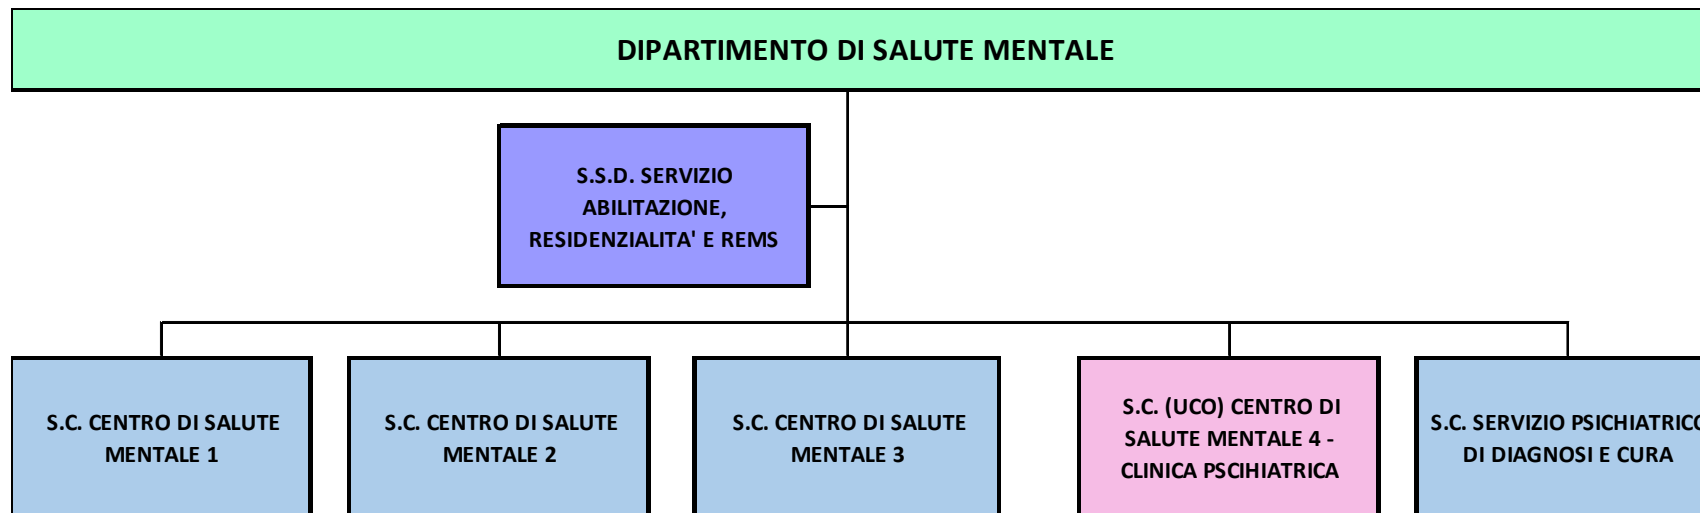 DIPARTIMENTO DI SALUTE MENTALE
S.S.D. SERVIZIO
ABILITAZIONE,
RESIDENZIALITA' E REMS
S.C. CENTRO DI SALUTE
MENTALE 1
S.C. CENTRO DI SALUTE
MENTALE 2
S.C. CENTRO DI SALUTE
MENTALE 3
S.C. (UCO) CENTRO DI
SALUTE MENTALE 4 -
CLINICA PSCIHIATRICA
S.C. SERVIZIO PSICHIATRICO
DI DIAGNOSI E CURA